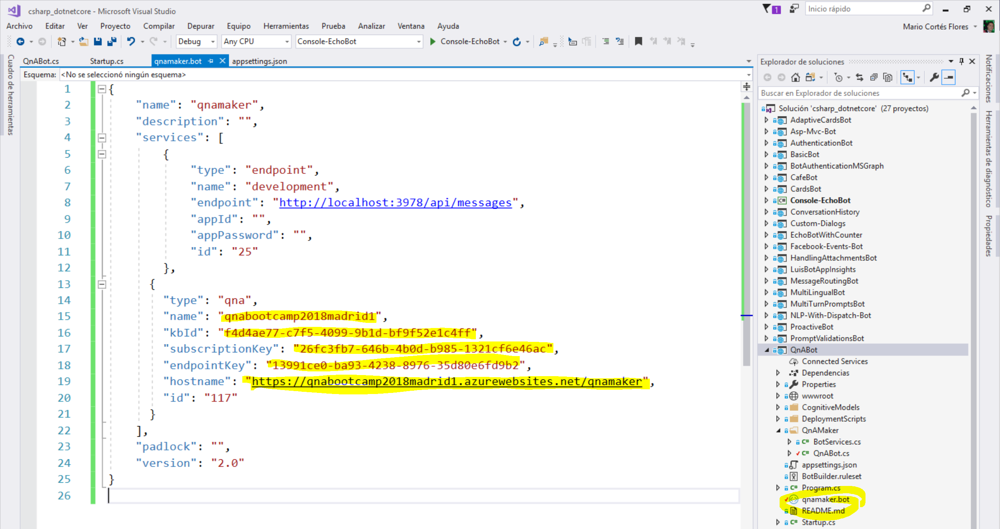 csharp_dotnetcore - Microsoft Visual Studio
1
Inicio rápido
Archivo Editar Ver Proyecto Compilar Depurar Equipo Herramientas Prueba Analizar Ventana Ayuda
Mario Cortés Flores
Debug Any CPU Console-EchoBot Console-EchoBot
Cuadro de herramientas
QnABot.cs Startup.cs qnamaker.bot appsettings.json
Esquema: <No se seleccionó ningún esquema>
1 {
2 "name": "qnamaker",
3 "description": "",
4 "services": [
5 {
6 "type": "endpoint",
7 "name": "development",
8 "endpoint": "http://localhost:3978/api/messages",
9 "appId": "",
10 "appPassword": "",
11 "id": "25"
12 },
13 {
14 "type": "qna",
15 "name": "qnabootcamp2018madrid1",
16 "kbId": "f4d4ae77-c7f5-4099-9b1d-bf9f52e1c4ff",
17 "subscriptionKey": "26fc3fb7-646b-4b0d-b985-1321cf6e46ac",
18 "endpointKey": "13991ce0-ba93-4238-8976-35d80e6fd9b2",
19 "hostname": "https://qnabootcamp2018madrid1.azurewebsites.net/qnamaker",
20 "id": "117"
21 }
22 ],
23 "padlock": "",
24 "version": "2.0"
25 }
26
Explorador de soluciones
Buscar en Explorador de soluciones
Solución 'csharp_dotnetcore' (27 proyectos)
AdaptiveCardsBot
Asp-Mvc-Bot
AuthenticationBot
BasicBot
BotAuthenticationMSGraph
CafeBot
CardsBot
C# Console-EchoBot
ConversationHistory
Custom-Dialogs
EchoBotWithCounter
Facebook-Events-Bot
HandlingAttachmentsBot
LuisBotAppInsights
MessageRoutingBot
MultiLingualBot
MultiTurnPromptsBot
NLP-With-Dispatch-Bot
ProactiveBot
PromptValidationsBot
QnABot
Connected Services
Dependencias
Properties
wwwroot
CognitiveModels
DeploymentScripts
QnAMaker
C# BotServices.cs
C# QnABot.cs
appsettings.json
BotBuilder.ruleset
C# Program.cs
qnamaker.bot
README.md
C# Startup.cs
Notificaciones
Herramientas de diagnóstico
Propiedades